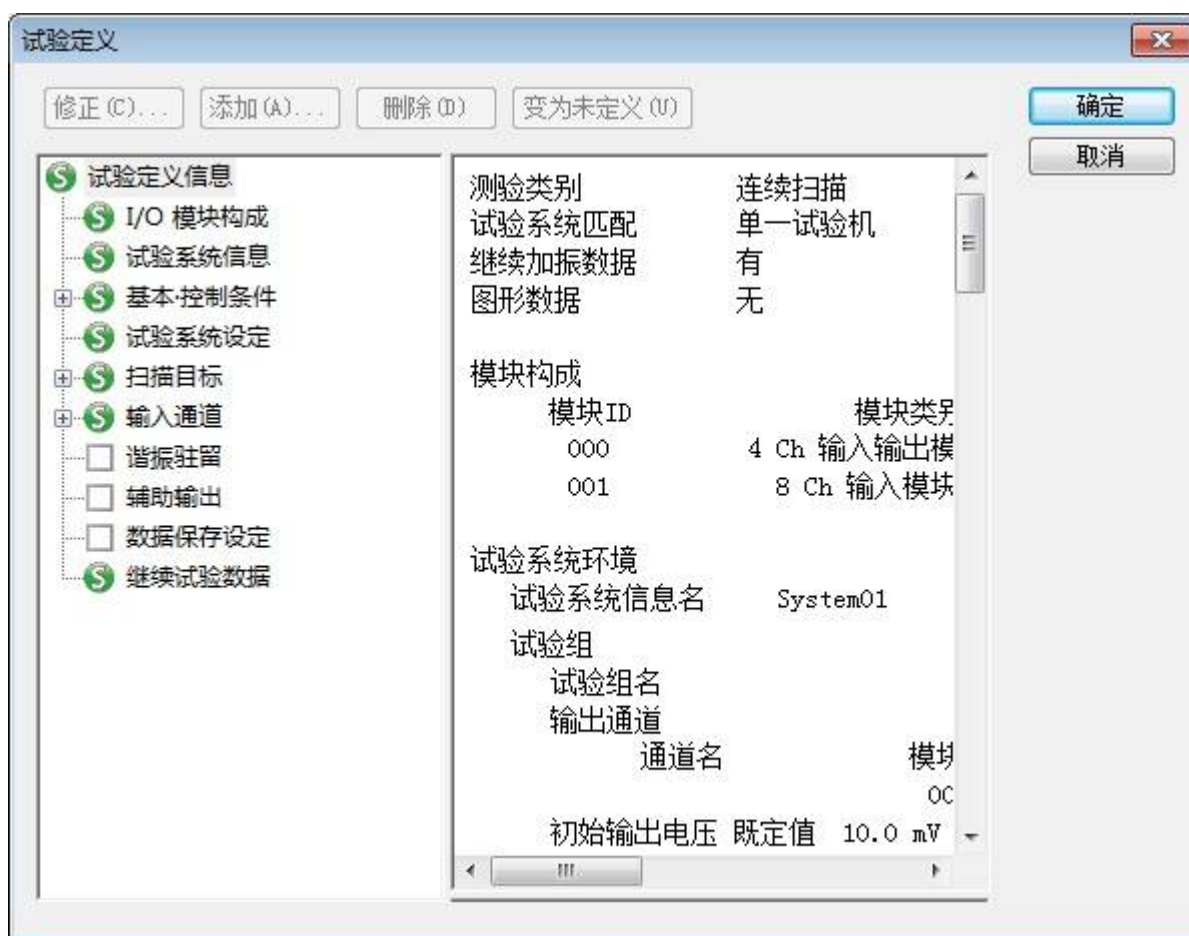 试验定义
修正(C)... 添加(A)... 删除(D) 变为未定义(U)
确定
取消
试验定义信息
I/O 模块构成
试验系统信息
基本·控制条件
试验系统设定
扫描目标
输入通道
谐振驻留
辅助输出
数据保存设定
继续试验数据
测验类别 连续扫描
试验系统匹配 单一试验机
继续加振数据 有
图形数据 无
模块构成
模块ID 模块类别
000 4 Ch 输入输出模
001 8 Ch 输入模块
试验系统环境
试验系统信息名 System01
试验组
试验组名
输出通道
通道名 模块
00
初始输出电压 既定值 10.0 mV